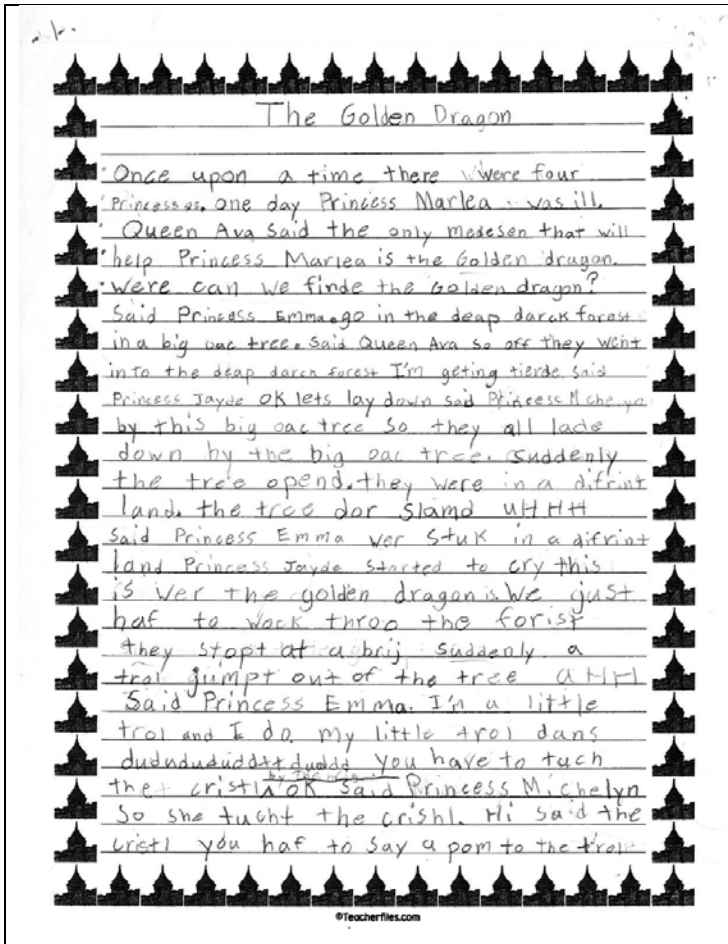 The Golden Dragon
Once upon a time there were four
Princesses. one day Princess Marlea was ill.
Queen Ava said the only medesen that will
help Princess Marlea is the Golden dragon.
Were can we finde the Golden dragon?
Said Princess Emma. go in the deap darck forest
in a big oac tree. Said Queen Ava so off they went
into the deap darck forest I'm geting tierde said
Princess Jayde OK lets lay down said Princess Miche
by this big oac tree So they all lade
down by the big oac tree. Suddenly
the tree opend. they were in a difrint
land. the tree dor slamd uHHH
Said Princess Emma wer stuk in a difrint
land Princess Jayde started to cry this
is wer the golden dragon is. We gust
haf to wock throo the forist
they stopt at a brij suddenly a
trol gumpt out of the tree aHH
Said Princess Emma. I'm a little
trol and I do my little trol dans
dududududdtt duddd you have to tuch
by the brig
the cristl ^ OK Said Princess Michelyn
So she tucht the crishl. Hi said the
cristl you haf to say a pom to the trol
©Teacherfiles.com